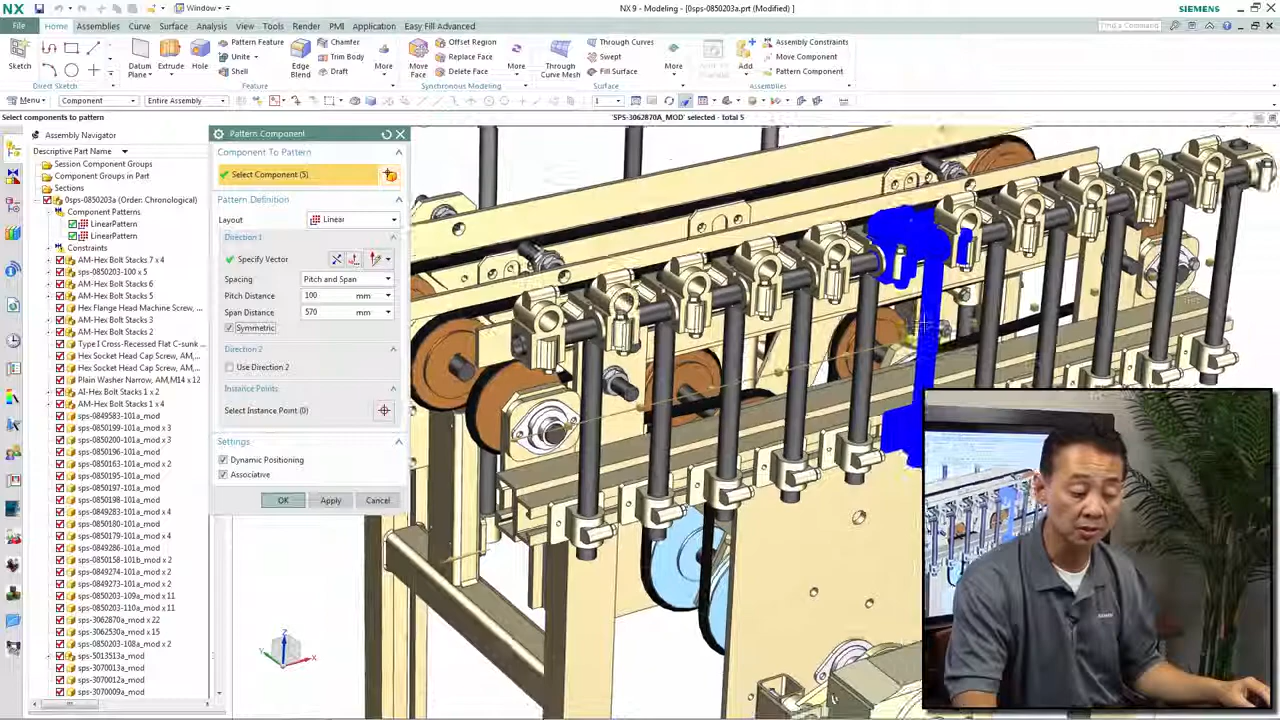 NX
Window
NX 9 - Modeling - [0sps-0850203a.prt (Modified) ]
SIEMENS
File
Home
Assemblies
Curve
Surface
Analysis
View
Tools
Render
PMI
Application
Easy Fill Advanced
Find a Command
Sketch
Datum Plane
Extrude
Hole
Pattern Feature
Unite
Shell
Edge Blend
Chamfer
Trim Body
Draft
More
Move Face
Offset Region
Replace Face
Delete Face
More
Through Curve Mesh
Through Curves
Swept
Fill Surface
More
Add
Assembly Constraints
Move Component
Pattern Component
Direct Sketch
Feature
Synchronous Modeling
Surface
Assemblies
Menu
Component
Entire Assembly
1
Select components to pattern
'SPS-3062870A_MOD' selected - total 5
Assembly Navigator
Descriptive Part Name
Session Component Groups
Component Groups in Part
Sections
0sps-0850203a (Order: Chronological)
Component Patterns
LinearPattern
LinearPattern
Constraints
AM-Hex Bolt Stacks 7 x 4
sps-0850203-100 x 5
AM-Hex Bolt Stacks 6
AM-Hex Bolt Stacks 5
Hex Flange Head Machine Screw,
AM-Hex Bolt Stacks 3
AM-Hex Bolt Stacks 2
Type I Cross-Recessed Flat C-sunk ...
Hex Socket Head Cap Screw, AM,...
Hex Socket Head Cap Screw, AM...
Plain Washer Narrow, AM,M14 x 12
AI-Hex Bolt Stacks 1 x 2
AM-Hex Bolt Stacks 1 x 4
sps-0849583-101a_mod
sps-0850199-101a_mod x 3
sps-0850200-101a_mod x 3
sps-0850196-101a_mod
sps-0850163-101a_mod x 2
sps-0850195-101a_mod
sps-0850197-101a_mod
sps-0850198-101a_mod
sps-0849283-101a_mod x 4
sps-0850180-101a_mod
sps-0850179-101a_mod x 4
sps-0849286-101a_mod
sps-0850158-101b_mod x 2
sps-0849274-101a_mod x 2
sps-0849273-101a_mod x 2
sps-0850203-109a_mod x 11
sps-0850203-110a_mod x 11
sps-3062870a_mod x 22
sps-3062530a_mod x 15
sps-0850203-108a_mod x 2
sps-5013513a_mod
sps-3070013a_mod
sps-3070012a_mod
sps-3070009a_mod
Pattern Component
Component To Pattern
Select Component (5)
Pattern Definition
Layout
Linear
Direction 1
Specify Vector
Spacing
Pitch and Span
Pitch Distance
100
mm
Span Distance
570
mm
Symmetric
Direction 2
Use Direction 2
Instance Points
Select Instance Point (0)
Settings
Dynamic Positioning
Associative
OK
Apply
Cancel
Z
Y
X